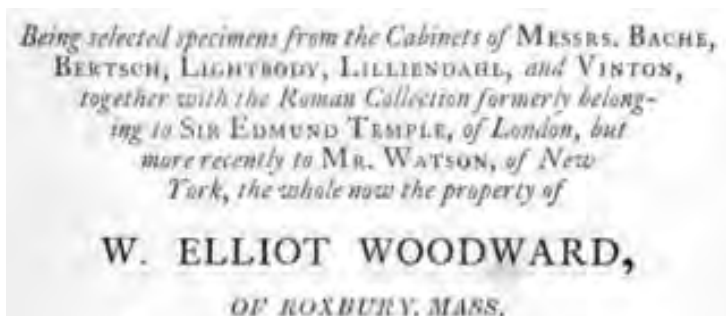 Being selected specimens from the Cabinets of MESSRS. BACHE,
BERTSCH, LIGHTBODY, LILLIENDAHL, and VINTON,
together with the Roman Collection formerly belong-
ing to SIR EDMUND TEMPLE, of London, but
more recently to MR. WATSON, of New
York, the whole now the property of
W. ELLIOT WOODWARD,
OF ROXBURY, MASS.